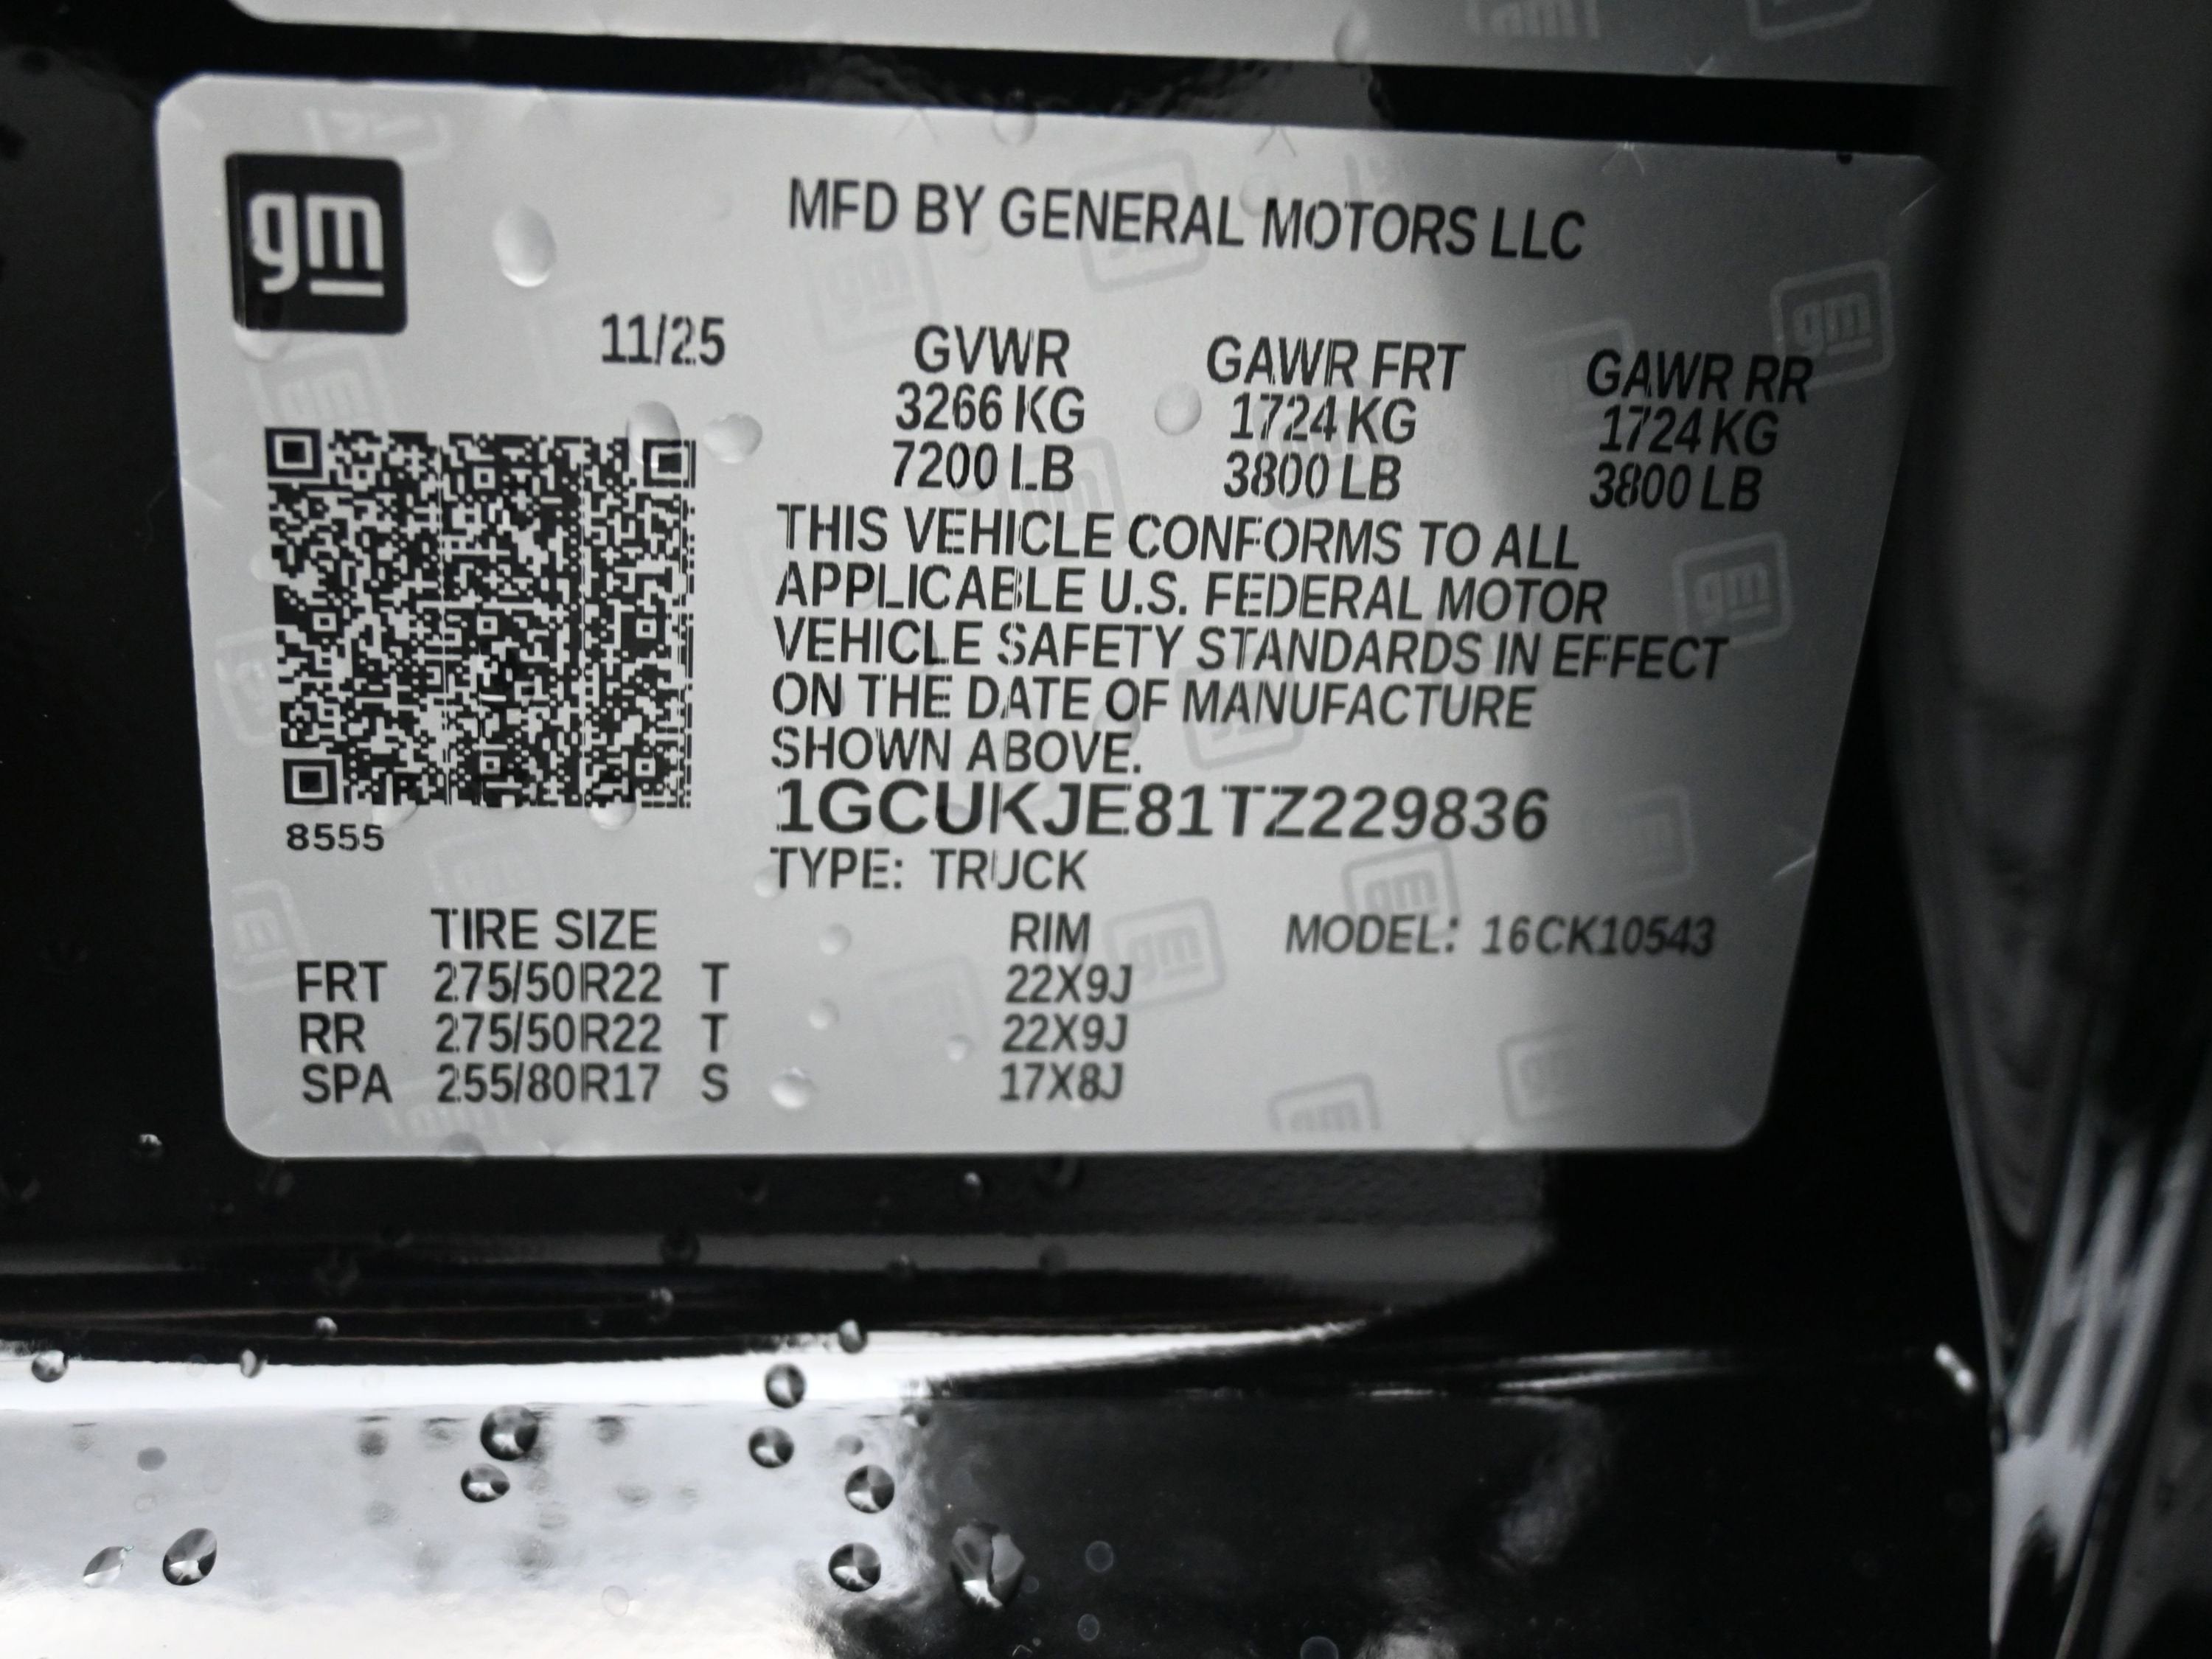 gm
MFD BY GENERAL MOTORS LLC
11/25
GVWR GAWR FRT GAWR RR
3266 KG 1724 KG 1724 KG
7200 LB 3800 LB 3800 LB
THIS VEHICLE CONFORMS TO ALL
APPLICABLE U.S. FEDERAL MOTOR
VEHICLE SAFETY STANDARDS IN EFFECT
ON THE DATE OF MANUFACTURE
SHOWN ABOVE.
1GCUKJE81TZ229836
8555
TYPE: TRUCK
TIRE SIZE RIM MODEL: 16CK10543
FRT 275/50R22 T 22X9J
RR 275/50R22 T 22X9J
SPA 255/80R17 S 17X8J